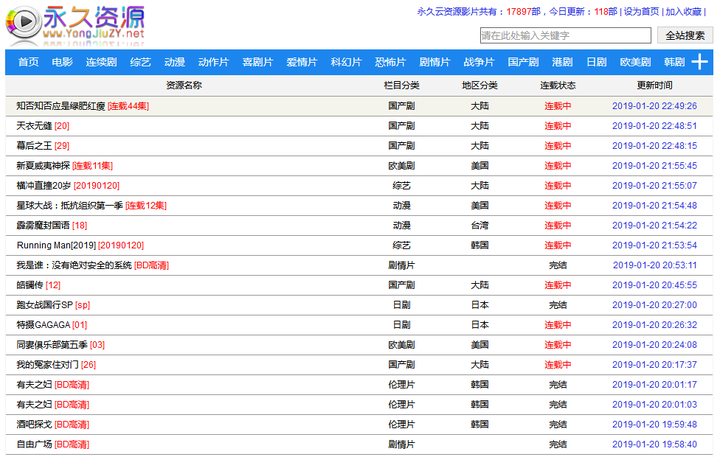 永久资源
www.YongJiuZY.net
永久云资源影片共有：17897部，今日更新：118部 | 设为首页 | 加入收藏 |
请在此处输入关键字 全站搜索
首页 电影 连续剧 综艺 动漫 动作片 喜剧片 爱情片 科幻片 恐怖片 剧情片 战争片 国产剧 港剧 日剧 欧美剧 韩剧
资源名称 栏目分类 地区分类 连载状态 更新时间
知否知否应是绿肥红瘦 [连载44集] 国产剧 大陆 连载中 2019-01-20 22:49:26
天衣无缝 [20] 国产剧 大陆 连载中 2019-01-20 22:48:51
幕后之王 [29] 国产剧 大陆 连载中 2019-01-20 22:48:15
新夏威夷神探 [连载11集] 欧美剧 美国 连载中 2019-01-20 21:55:45
横冲直撞20岁 [20190120] 综艺 大陆 连载中 2019-01-20 21:55:07
星球大战：抵抗组织第一季 [连载12集] 动漫 美国 连载中 2019-01-20 21:54:48
霹雳魔封国语 [18] 动漫 台湾 连载中 2019-01-20 21:54:22
Running Man[2019] [20190120] 综艺 韩国 连载中 2019-01-20 21:53:54
我是谁：没有绝对安全的系统 [BD高清] 剧情片 完结 2019-01-20 20:53:11
皓镧传 [12] 国产剧 大陆 连载中 2019-01-20 20:45:55
跑女战国行SP [sp] 日剧 日本 完结 2019-01-20 20:27:00
特摄GAGAGA [01] 日剧 日本 连载中 2019-01-20 20:26:32
同妻俱乐部第五季 [03] 欧美剧 美国 连载中 2019-01-20 20:24:08
我的冤家住对门 [26] 国产剧 大陆 连载中 2019-01-20 20:17:37
有夫之妇 [BD高清] 伦理片 韩国 完结 2019-01-20 20:01:17
有夫之妇 [BD高清] 伦理片 韩国 完结 2019-01-20 20:01:03
酒吧探戈 [BD高清] 伦理片 韩国 完结 2019-01-20 19:59:48
自由广场 [BD高清] 剧情片 完结 2019-01-20 19:58:40